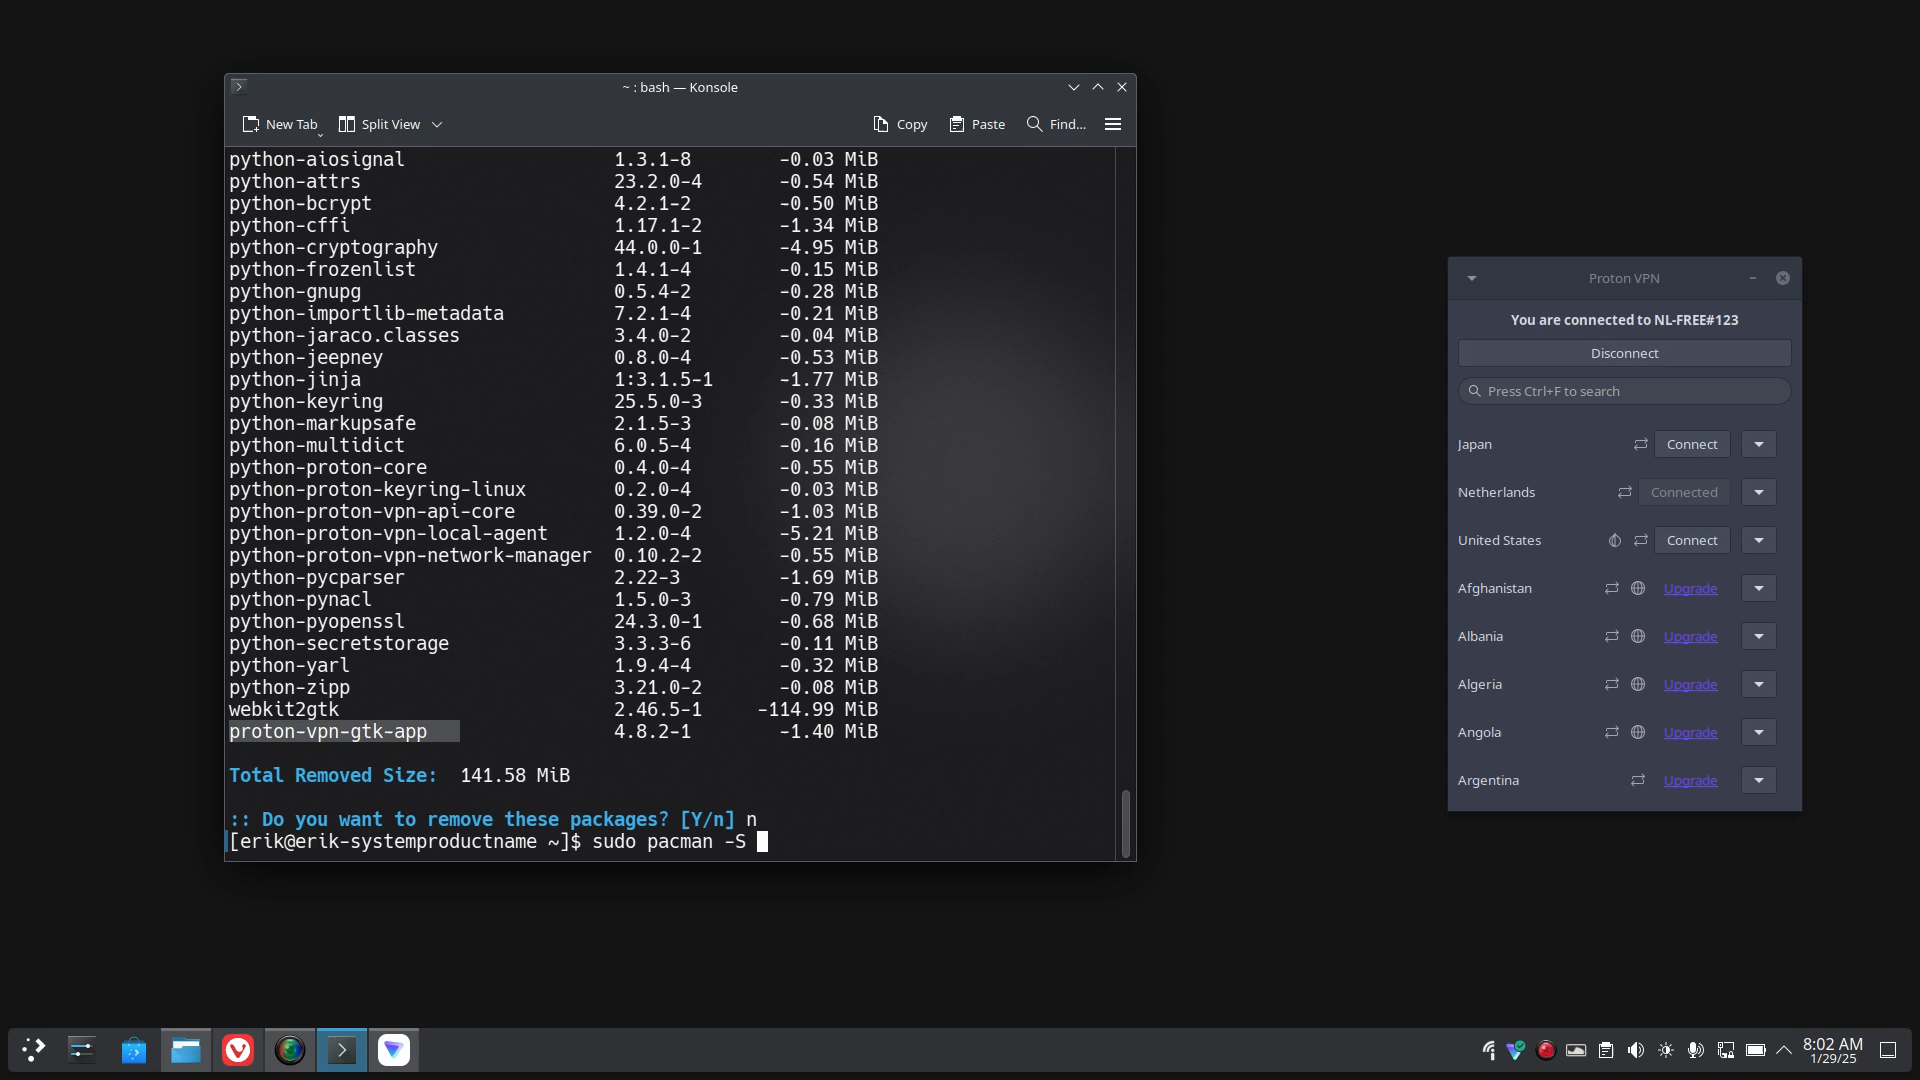 ~ : bash — Konsole
New Tab Split View Copy Paste Find...
python-aiosignal 1.3.1-8 -0.03 MiB
python-attrs 23.2.0-4 -0.54 MiB
python-bcrypt 4.2.1-2 -0.50 MiB
python-cffi 1.17.1-2 -1.34 MiB
python-cryptography 44.0.0-1 -4.95 MiB
python-frozenlist 1.4.1-4 -0.15 MiB
python-gnupg 0.5.4-2 -0.28 MiB
python-importlib-metadata 7.2.1-4 -0.21 MiB
python-jaraco.classes 3.4.0-2 -0.04 MiB
python-jeepney 0.8.0-4 -0.53 MiB
python-jinja 1:3.1.5-1 -1.77 MiB
python-keyring 25.5.0-3 -0.33 MiB
python-markupsafe 2.1.5-3 -0.08 MiB
python-multidict 6.0.5-4 -0.16 MiB
python-proton-core 0.4.0-4 -0.55 MiB
python-proton-keyring-linux 0.2.0-4 -0.03 MiB
python-proton-vpn-api-core 0.39.0-2 -1.03 MiB
python-proton-vpn-local-agent 1.2.0-4 -5.21 MiB
python-proton-vpn-network-manager 0.10.2-2 -0.55 MiB
python-pycparser 2.22-3 -1.69 MiB
python-pynacl 1.5.0-3 -0.79 MiB
python-pyopenssl 24.3.0-1 -0.68 MiB
python-secretstorage 3.3.3-6 -0.11 MiB
python-yarl 1.9.4-4 -0.32 MiB
python-zipp 3.21.0-2 -0.08 MiB
webkit2gtk 2.46.5-1 -114.99 MiB
proton-vpn-gtk-app 4.8.2-1 -1.40 MiB
Total Removed Size: 141.58 MiB
:: Do you want to remove these packages? [Y/n] n
[erik@erik-systemproductname ~]$ sudo pacman -S
Proton VPN
You are connected to NL-FREE#123
Disconnect
Press Ctrl+F to search
Japan Connect
Netherlands Connected
United States Connect
Afghanistan Upgrade
Albania Upgrade
Algeria Upgrade
Angola Upgrade
Argentina Upgrade
8:02 AM
1/29/25